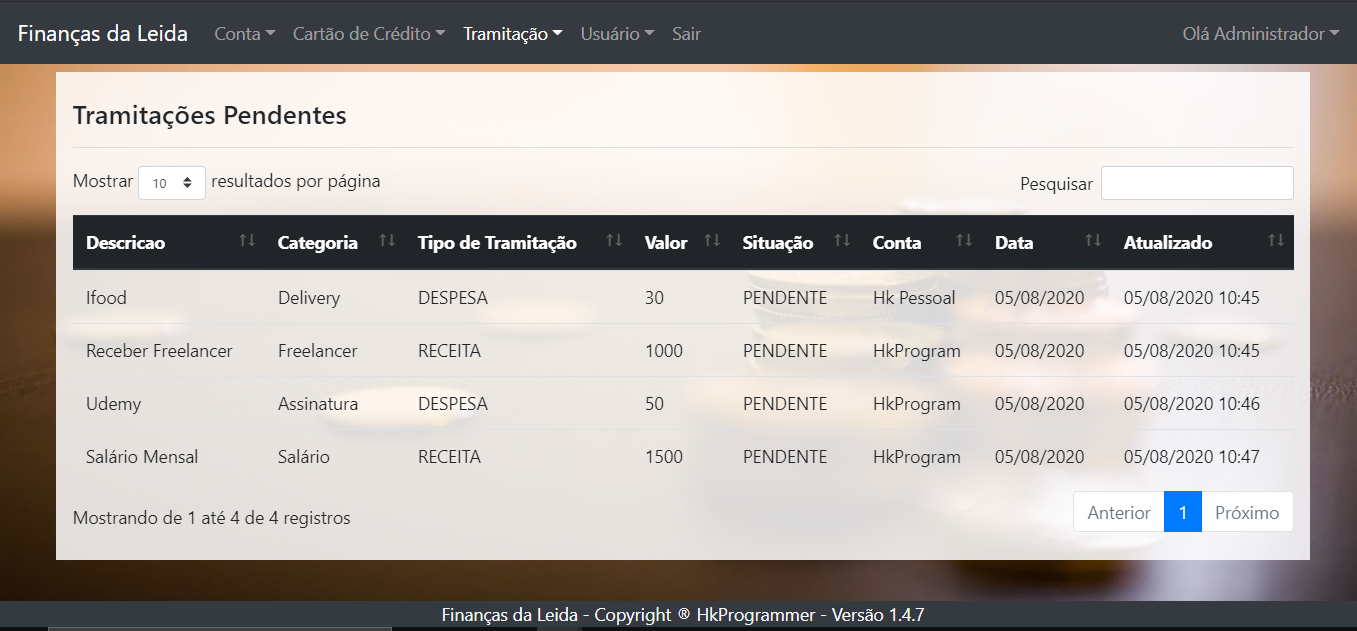 Finanças da Leida Conta Cartão de Crédito Tramitação Usuário Sair Olá Administrador
Tramitações Pendentes
Mostrar 10 resultados por página Pesquisar
Descricao Categoria Tipo de Tramitação Valor Situação Conta Data Atualizado
Ifood Delivery DESPESA 30 PENDENTE Hk Pessoal 05/08/2020 05/08/2020 10:45
Receber Freelancer Freelancer RECEITA 1000 PENDENTE HkProgram 05/08/2020 05/08/2020 10:45
Udemy Assinatura DESPESA 50 PENDENTE HkProgram 05/08/2020 05/08/2020 10:46
Salário Mensal Salário RECEITA 1500 PENDENTE HkProgram 05/08/2020 05/08/2020 10:47
Mostrando de 1 até 4 de 4 registros Anterior 1 Próximo
Finanças da Leida - Copyright ® HkProgrammer - Versão 1.4.7